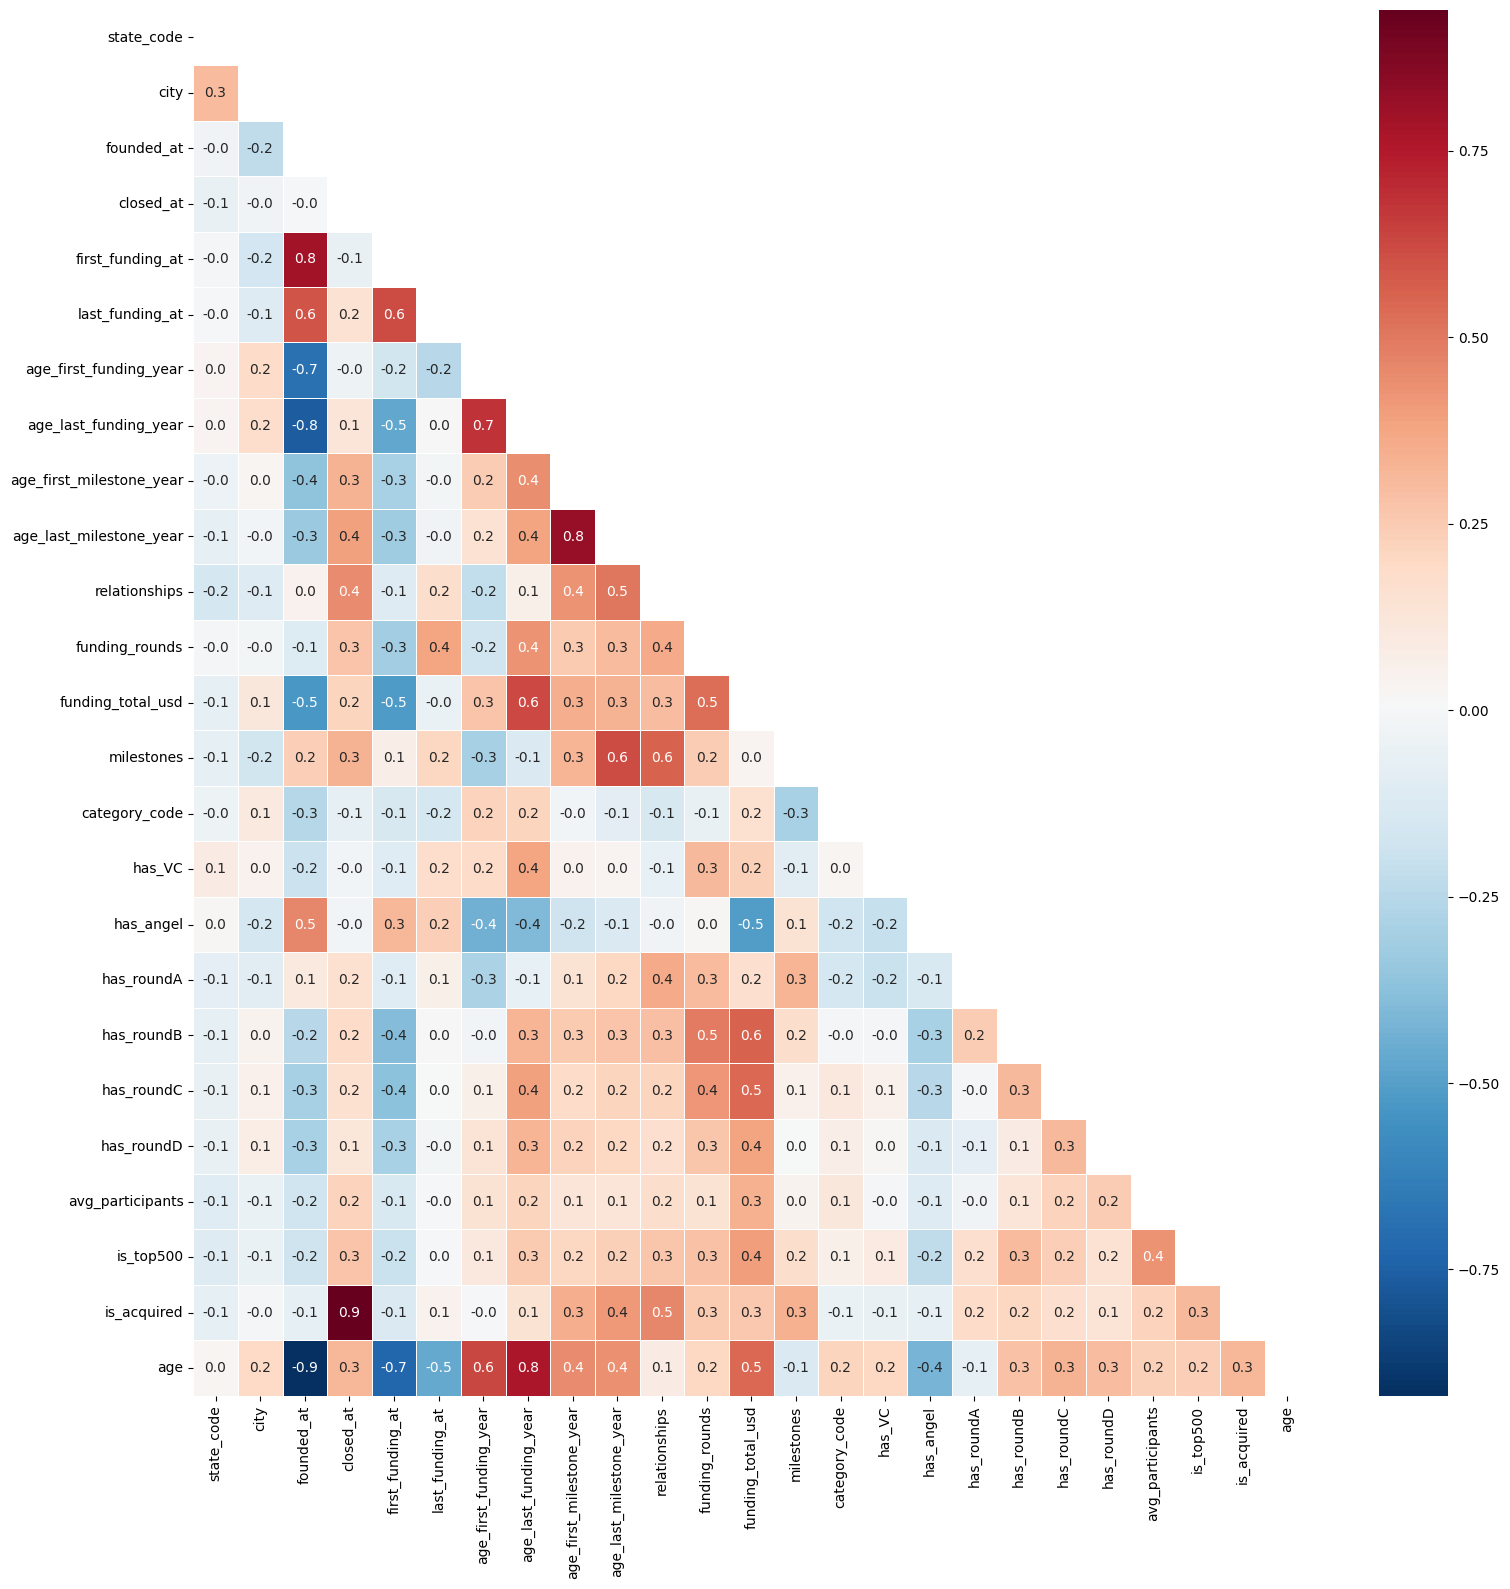 state_code
city 0.3
founded_at -0.0 -0.2
closed_at -0.1 -0.0 -0.0
first_funding_at -0.0 -0.2 0.8 -0.1
last_funding_at -0.0 -0.1 0.6 0.2 0.6
age_first_funding_year 0.0 0.2 -0.7 -0.0 -0.2 -0.2
age_last_funding_year 0.0 0.2 -0.8 0.1 -0.5 0.0 0.7
age_first_milestone_year -0.0 0.0 -0.4 0.3 -0.3 -0.0 0.2 0.4
age_last_milestone_year -0.1 -0.0 -0.3 0.4 -0.3 -0.0 0.2 0.4 0.8
relationships -0.2 -0.1 0.0 0.4 -0.1 0.2 -0.2 0.1 0.4 0.5
funding_rounds -0.0 -0.0 -0.1 0.3 -0.3 0.4 -0.2 0.4 0.3 0.3 0.4
funding_total_usd -0.1 0.1 -0.5 0.2 -0.5 -0.0 0.3 0.6 0.3 0.3 0.3 0.5
milestones -0.1 -0.2 0.2 0.3 0.1 0.2 -0.3 -0.1 0.3 0.6 0.6 0.2 0.0
category_code -0.0 0.1 -0.3 -0.1 -0.1 -0.2 0.2 0.2 -0.0 -0.1 -0.1 -0.1 0.2 -0.3
has_VC 0.1 0.0 -0.2 -0.0 -0.1 0.2 0.2 0.4 0.0 0.0 -0.1 0.3 0.2 -0.1 0.0
has_angel 0.0 -0.2 0.5 -0.0 0.3 0.2 -0.4 -0.4 -0.2 -0.1 -0.0 0.0 -0.5 0.1 -0.2 -0.2
has_roundA -0.1 -0.1 0.1 0.2 -0.1 0.1 -0.3 -0.1 0.1 0.2 0.4 0.3 0.2 0.3 -0.2 -0.2 -0.1
has_roundB -0.1 0.0 -0.2 0.2 -0.4 0.0 -0.0 0.3 0.3 0.3 0.3 0.5 0.6 0.2 -0.0 -0.0 -0.3 0.2
has_roundC -0.1 0.1 -0.3 0.2 -0.4 0.0 0.1 0.4 0.2 0.2 0.2 0.4 0.5 0.1 0.1 0.1 -0.3 -0.0 0.3
has_roundD -0.1 0.1 -0.3 0.1 -0.3 -0.0 0.1 0.3 0.2 0.2 0.2 0.3 0.4 0.0 0.1 0.0 -0.1 -0.1 0.1 0.3
avg_participants -0.1 -0.1 -0.2 0.2 -0.1 -0.0 0.1 0.2 0.1 0.1 0.2 0.1 0.3 0.0 0.1 -0.0 -0.1 -0.0 0.1 0.2 0.2
is_top500 -0.1 -0.1 -0.2 0.3 -0.2 0.0 0.1 0.3 0.2 0.2 0.3 0.3 0.4 0.2 0.1 0.1 -0.2 0.2 0.3 0.2 0.2 0.4
is_acquired -0.1 -0.0 -0.1 0.9 -0.1 0.1 -0.0 0.1 0.3 0.4 0.5 0.3 0.3 0.3 -0.1 -0.1 -0.1 0.2 0.2 0.2 0.1 0.2 0.3
age 0.0 0.2 -0.9 0.3 -0.7 -0.5 0.6 0.8 0.4 0.4 0.1 0.2 0.5 -0.1 0.2 0.2 -0.4 -0.1 0.3 0.3 0.3 0.2 0.2 0.3
state_code
city
founded_at
closed_at
first_funding_at
last_funding_at
age_first_funding_year
age_last_funding_year
age_first_milestone_year
age_last_milestone_year
relationships
funding_rounds
funding_total_usd
milestones
category_code
has_VC
has_angel
has_roundA
has_roundB
has_roundC
has_roundD
avg_participants
is_top500
is_acquired
age
0.75
0.50
0.25
0.00
−0.25
−0.50
−0.75